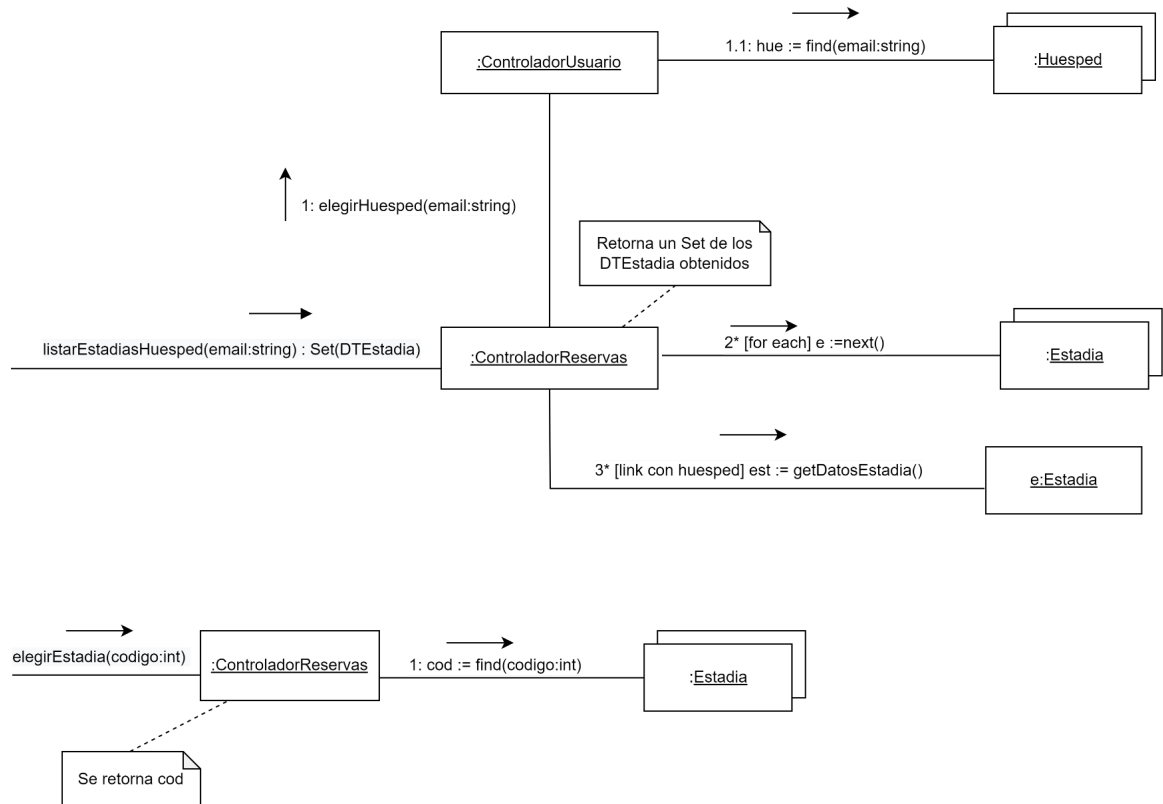 1.1: hue := find(email:string)
:ControladorUsuario
:Huesped
1: elegirHuesped(email:string)
Retorna un Set de los
DTEstadia obtenidos
listarEstadiasHuesped(email:string) : Set(DTEstadia)
:ControladorReservas
2* [for each] e :=next()
:Estadia
3* [link con huesped] est := getDatosEstadia()
e:Estadia
elegirEstadia(codigo:int)
:ControladorReservas
1: cod := find(codigo:int)
:Estadia
Se retorna cod